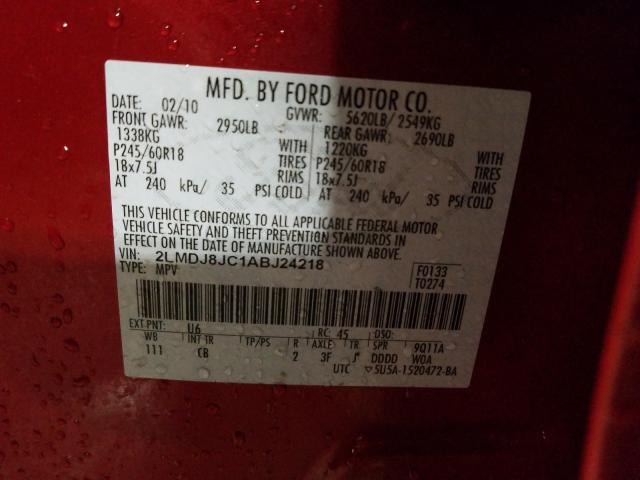 MFD. BY FORD MOTOR CO.
DATE: 02/10 GVWR: 5620LB/2549KG
FRONT GAWR: 2950LB REAR GAWR: 2690LB
1338KG WITH 1220KG WITH
P245/60R18 TIRES P245/60R18 TIRES
18x7.5J RIMS 18x7.5J RIMS
AT 240 kPa/ 35 PSI COLD AT 240 kPa/ 35 PSI COLD
THIS VEHICLE CONFORMS TO ALL APPLICABLE FEDERAL MOTOR
VEHICLE SAFETY AND THEFT PREVENTION STANDARDS IN
EFFECT ON THE DATE OF MANUFACTURE SHOWN ABOVE.
VIN: 2LMDJ8JC1ABJ24218 F0133
TYPE: MPV T0274
EXT PNT: U6 RC: 45 DSO:
WB INT TR TP/PS R AXLE TR SPR 9Q11A
111 CB 2 3F J DDDD W0A
UTC ▽5U5A-1520472-BA